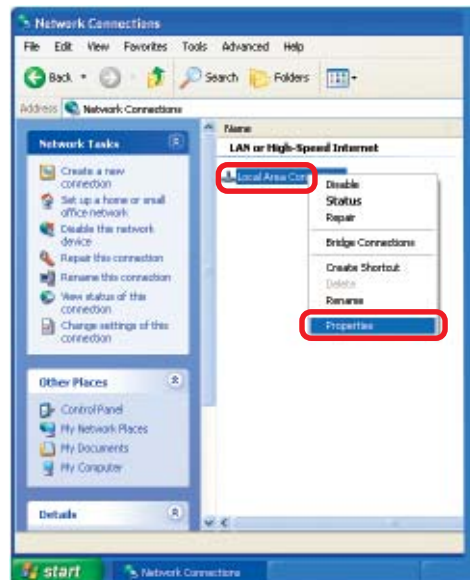 Network Connections
File Edit View Favorites Tools Advanced Help
Back Search Folders
Address Network Connections
Name
LAN or High-Speed Internet
Local Area Con
Disable
Status
Repair
Bridge Connections
Create Shortcut
Delete
Rename
Properties
Network Tasks
Create a new
connection
Set up a home or small
office network
Disable this network
device
Repair this connection
Rename this connection
View status of this
connection
Change settings of this
connection
Other Places
Control Panel
My Network Places
My Documents
My Computer
Details
start Network Connections